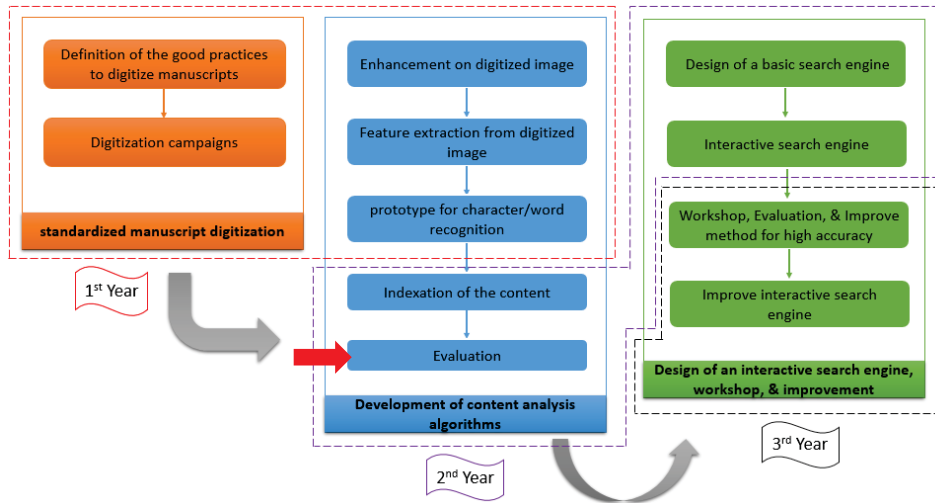 Definition of the good practices
to digitize manuscripts
Digitization campaigns
standardized manuscript digitization
1st Year
Enhancement on digitized image
Feature extraction from digitized
image
prototype for character/word
recognition
Indexation of the content
Evaluation
Development of content analysis
algorithms
2nd Year
Design of a basic search engine
Interactive search engine
Workshop, Evaluation, & Improve
method for high accuracy
Improve interactive search
engine
Design of an interactive search engine,
workshop, & improvement
3rd Year